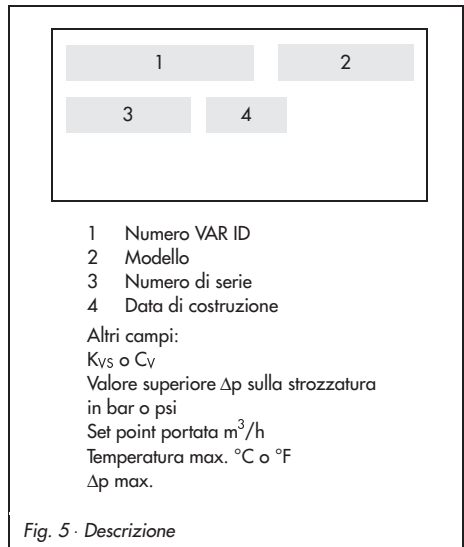 1 2
3 4
1 Numero VAR ID
2 Modello
3 Numero di serie
4 Data di costruzione
Altri campi:
KVS o CV
Valore superiore Δp sulla strozzatura
in bar o psi
Set point portata m³/h
Temperatura max. °C o °F
Δp max.
Fig. 5 · Descrizione